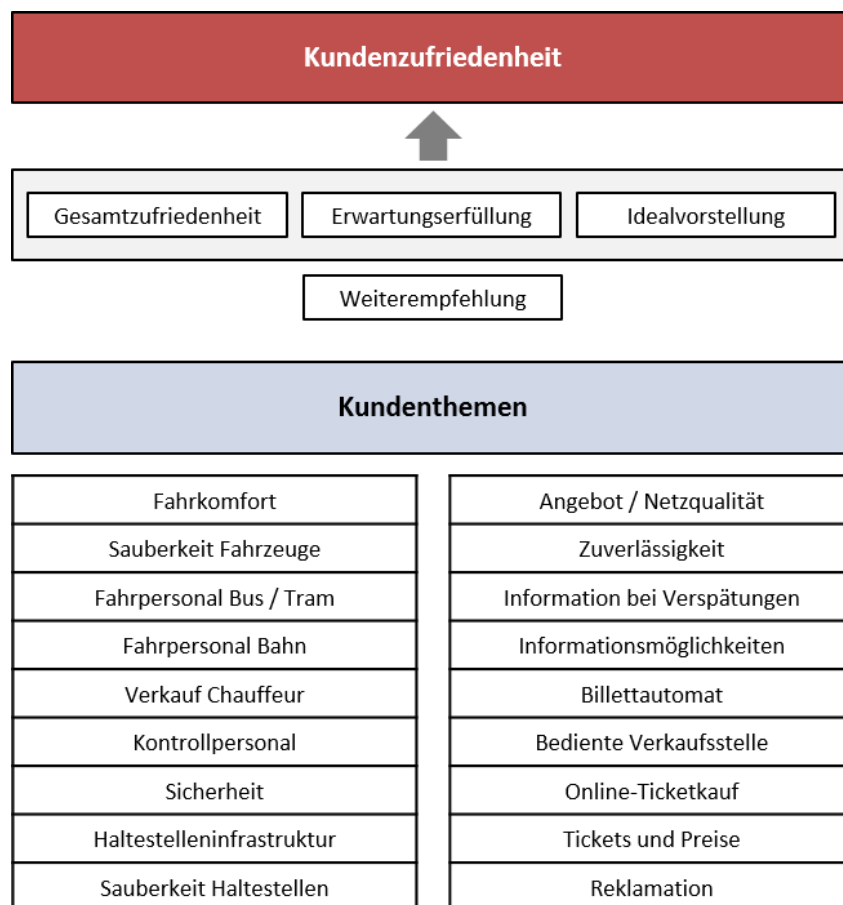 Kundenzufriedenheit
Gesamtzufriedenheit
Erwartungserfüllung
Idealvorstellung
Weiterempfehlung
Kundenthemen
Fahrkomfort
Sauberkeit Fahrzeuge
Fahrpersonal Bus / Tram
Fahrpersonal Bahn
Verkauf Chauffeur
Kontrollpersonal
Sicherheit
Haltestelleninfrastruktur
Sauberkeit Haltestellen
Angebot / Netzqualität
Zuverlässigkeit
Information bei Verspätungen
Informationsmöglichkeiten
Billettautomat
Bediente Verkaufsstelle
Online-Ticketkauf
Tickets und Preise
Reklamation